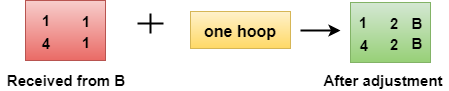 1 1
4 1
+
one hoop
1 2 B
4 2 B
Received from B
After adjustment